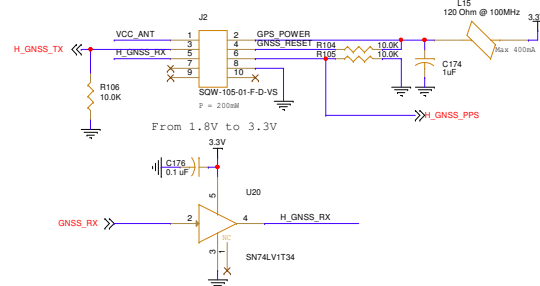 L15
120 Ohm @ 100MHz
J2
3.3
VCC_ANT
GPS_POWER
1 2
H_GNSS_TX
GNSS_RESET
R104 10.0K
3 4
H_GNSS_RX
R105 10.0K
5 6
Max 400mA
7 8
9 10
C174
1uF
R106
10.0K
SQW-105-01-F-D-VS
P = 200mW
H_GNSS_PPS
From 1.8V to 3.3V
3.3V
C176
0.1 uF
5
U20
GNSS_RX
2 4
H_GNSS_RX
NC
3 1
SN74LV1T34